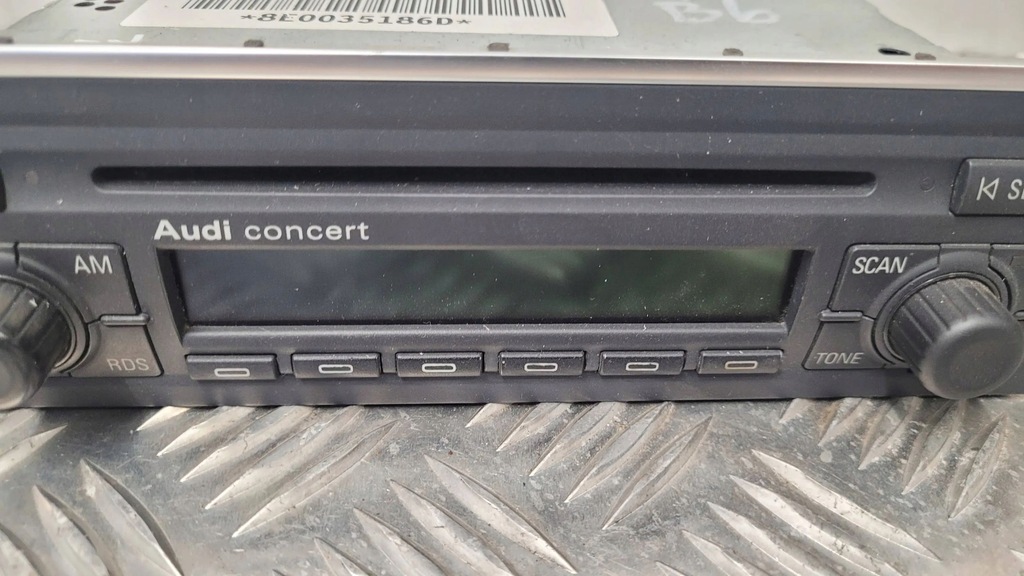 *8E0035186D*
B6
Audi concert
AM
SCAN
RDS
TONE